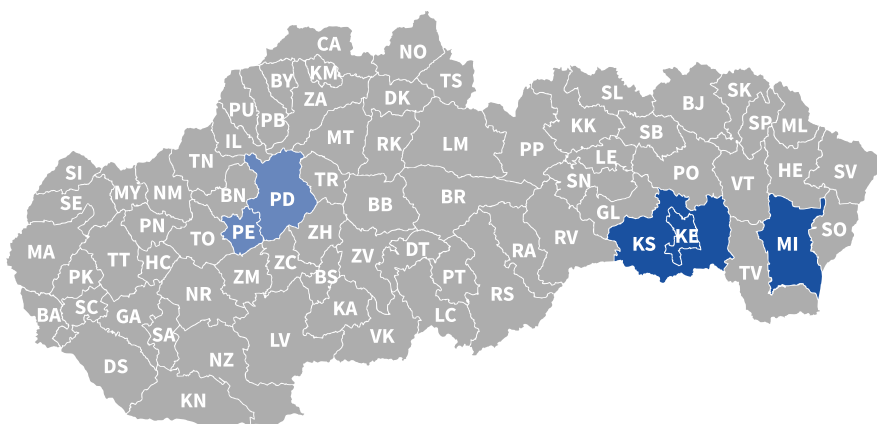 CA
NO
BY
KM
TS
ZA
DK
PU
PB
IL
MT
RK
LM
PP
SL
SK
BJ
KK
SB
SP
ML
LE
SI
TN
TR
SN
PO
VT
HE
SV
SE
MY
NM
BN
PD
BB
BR
GL
PN
TO
PE
ZH
RV
KS
KE
MI
SO
MA
TT
HC
ZV
DT
RA
PK
ZM
ZC
BS
PT
TV
NR
RS
BA
SC
GA
KA
LC
SA
LV
VK
DS
NZ
KN